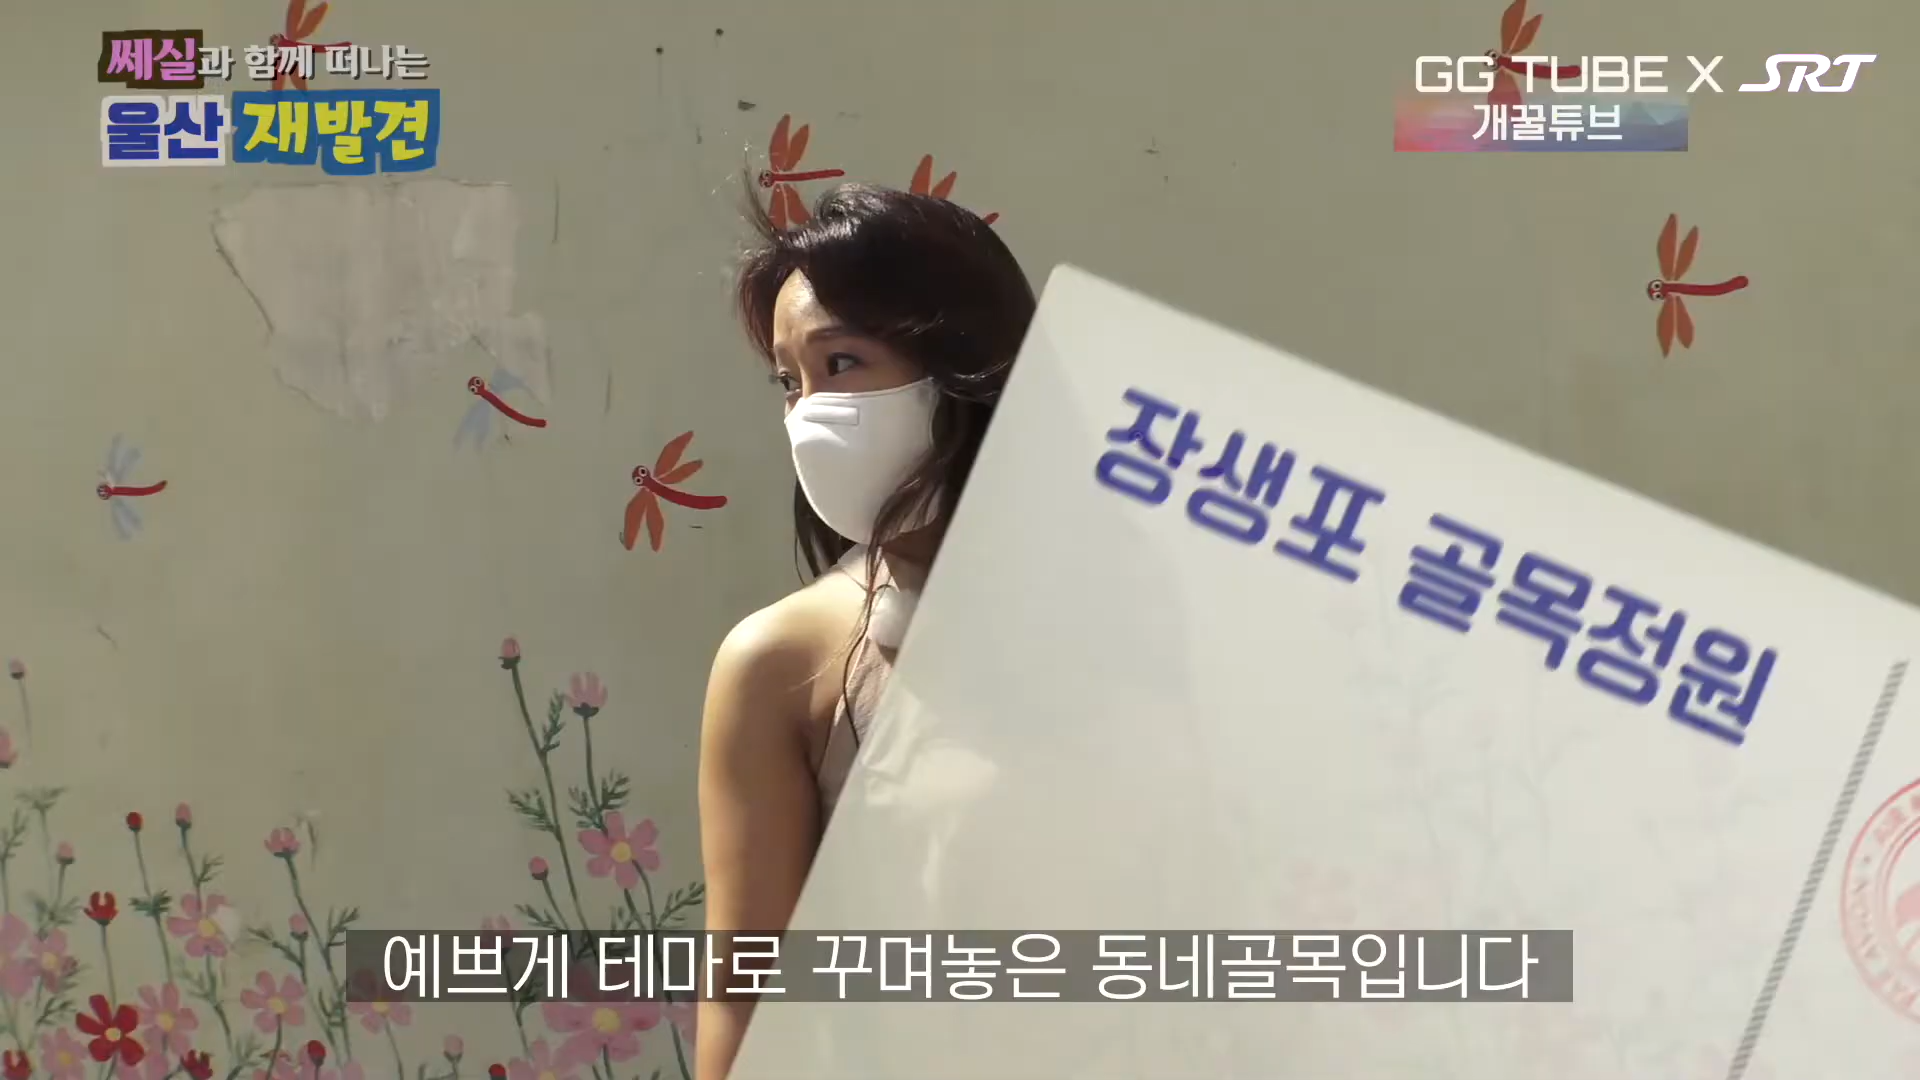 쎄실과 함께 떠나는
울산 재발견
GG TUBE X SRT
개꿀튜브
장생포 골목정원
예쁘게 테마로 꾸며놓은 동네골목입니다